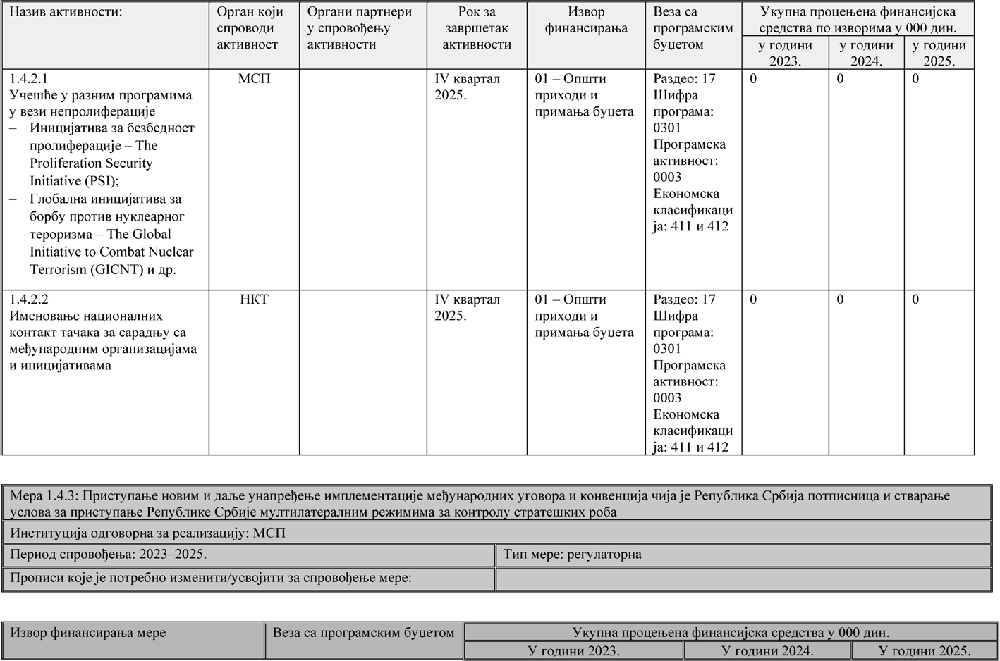 Назив активности:
Орган који
спроводи
активност
Органи партнери
у спровођењу
активности
Рок за
завршетак
активности
Извор
финансирања
Веза са
програмским
буџетом
Укупна процењена финансијска
средства по изворима у 000 дин.
у години
2023.
у години
2024.
у години
2025.
1.4.2.1
Учешће у разним програмима
у вези непролиферације
– Иницијатива за безбедност
пролиферације – The
Proliferation Security
Initiative (PSI);
– Глобална иницијатива за
борбу против нуклеарног
тероризма – The Global
Initiative to Combat Nuclear
Terrorism (GICNT) и др.
МСП
IV квартал
2025.
01 – Општи
приходи и
примања буџета
Раздео: 17
Шифра
програма:
0301
Програмска
активност:
0003
Економска
класификаци
ја: 411 и 412
0
0
0
1.4.2.2
Именовање националних
контакт тачака за сарадњу са
међународним организацијама
и иницијативама
НКТ
IV квартал
2025.
01 – Општи
приходи и
примања буџета
Раздео: 17
Шифра
програма:
0301
Програмска
активност:
0003
Економска
класификаци
ја: 411 и 412
0
0
0
Мера 1.4.3: Приступање новим и даље унапређење имплементације међународних уговора и конвенција чија је Република Србија потписница и стварање
услова за приступање Републике Србије мултилатералним режимима за контролу стратешких роба
Институција одговорна за реализацију: МСП
Период спровођења: 2023–2025.
Тип мере: регулаторна
Прописи које је потребно изменити/усвојити за спровођење мере:
Извор финансирања мере
Веза са програмским буџетом
Укупна процењена финансијска средства у 000 дин.
У години 2023.
У години 2024.
У години 2025.